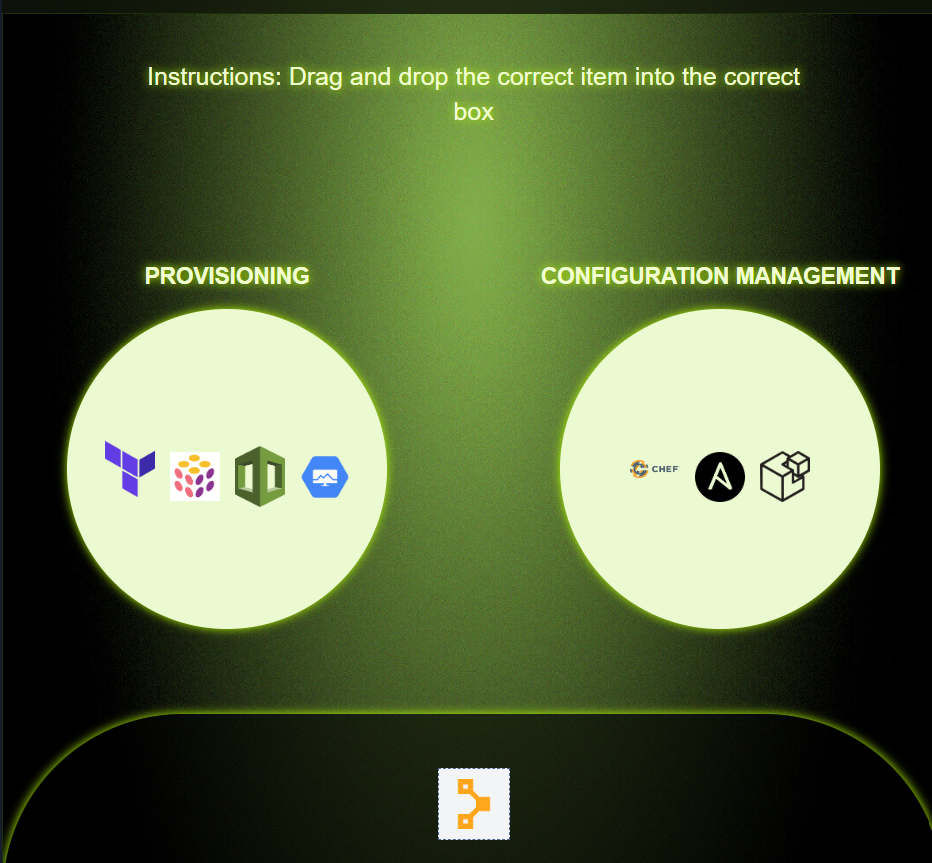 Instructions: Drag and drop the correct item into the correct
box
PROVISIONING
CONFIGURATION MANAGEMENT
CHEF